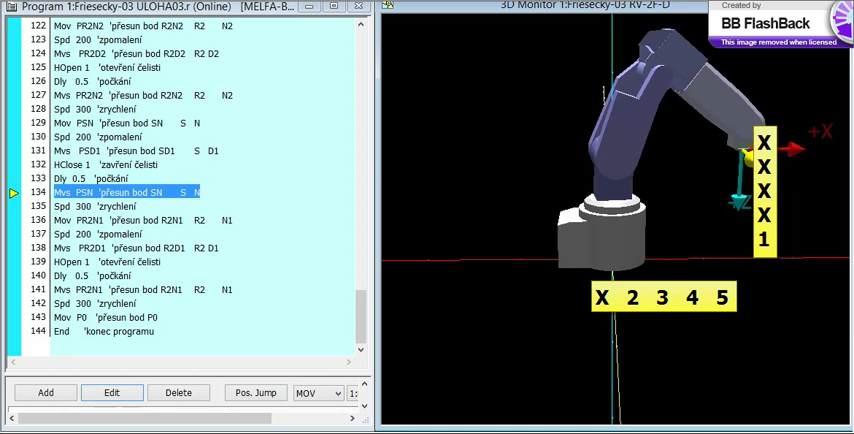 Program 1:Friesecky-03 ULOHA03.r (Online) [MELFA-B...
122 Mov PR2N2 'přesun bod R2N2 R2 N2
123 Spd 200 'zpomalení
124 Mvs PR2D2 'přesun bod R2D2 R2 D2
125 HOpen 1 'otevření čelisti
126 Dly 0.5 'počkání
127 Mvs PR2N2 'přesun bod R2N2 R2 N2
128 Spd 300 'zrychlení
129 Mov PSN 'přesun bod SN S N
130 Spd 200 'zpomalení
131 Mvs PSD1 'přesun bod SD1 S D1
132 HClose 1 'zavření čelisti
133 Dly 0.5 'počkání
134 Mvs PSN 'přesun bod SN S N
135 Spd 300 'zrychlení
136 Mov PR2N1 'přesun bod R2N1 R2 N1
137 Spd 200 'zpomalení
138 Mvs PR2D1 'přesun bod R2D1 R2 D1
139 HOpen 1 'otevření čelisti
140 Dly 0.5 'počkání
141 Mvs PR2N1 'přesun bod R2N1 R2 N1
142 Spd 300 'zrychlení
143 Mov P0 'přesun bod P0
144 End 'konec programu
Add Edit Delete Pos. Jump MOV 1:
3D Monitor 1:Friesecky-03 RV-2F-D
Created by
BB FlashBack
This image removed when licensed
+X
X
X
X
X
1
X 2 3 4 5